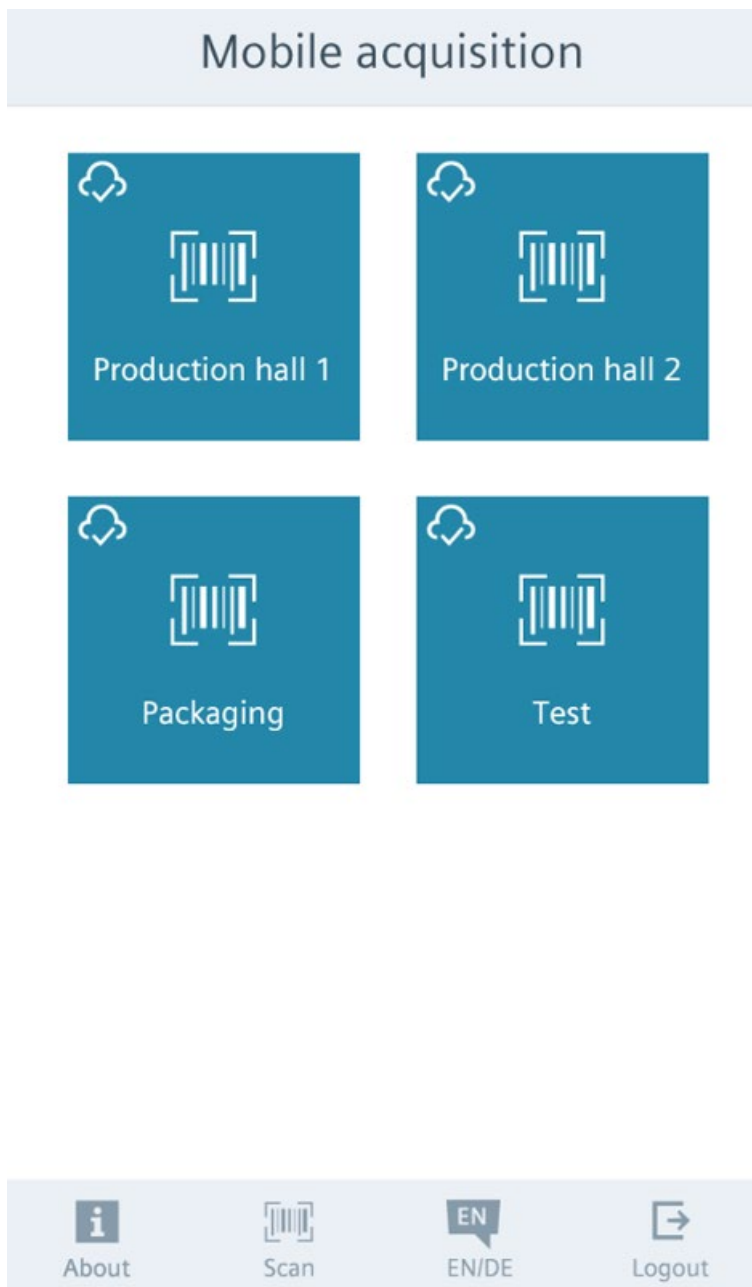 Mobile acquisition
Production hall 1
Production hall 2
Packaging
Test
EN
About
Scan
EN/DE
Logout